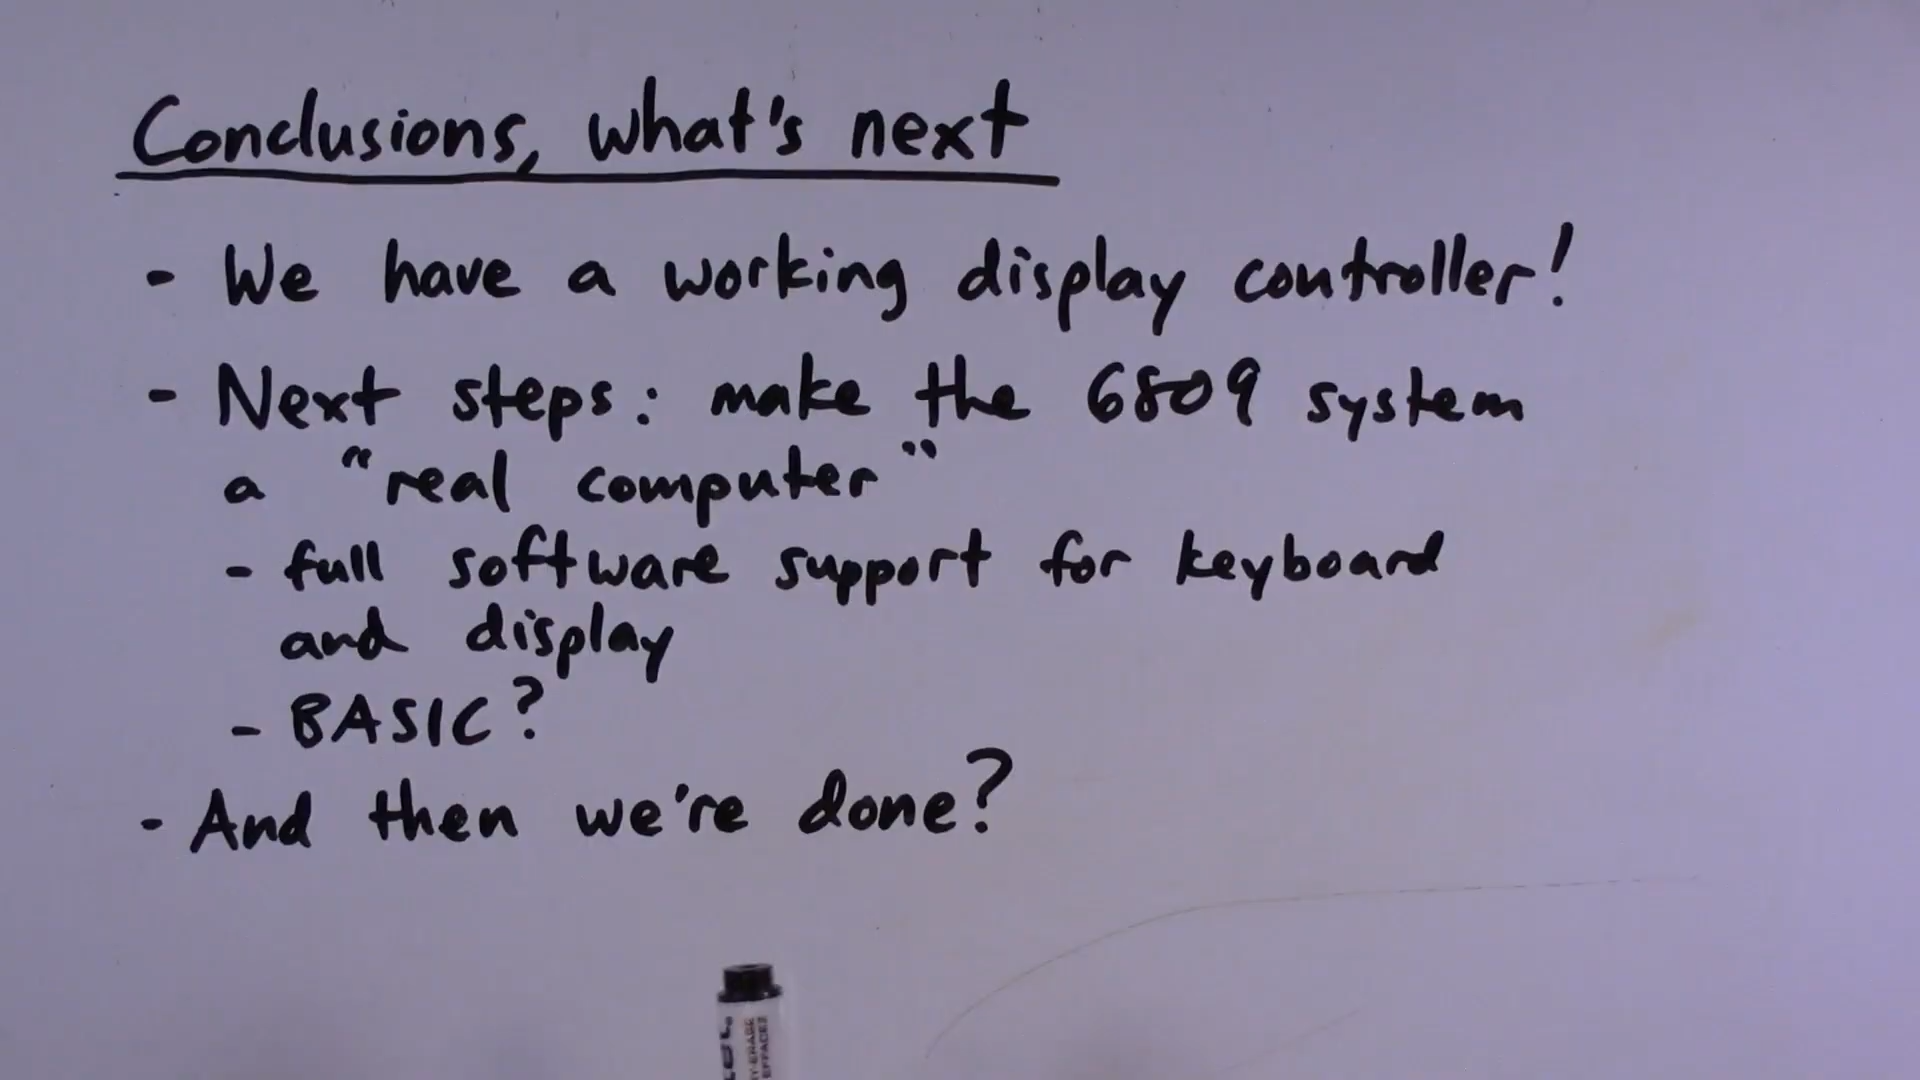 Conclusions, what's next
- We have a working display controller!
- Next steps: make the 6809 system
a "real computer"
- full software support for keyboard
and display
- BASIC?
- And then we're done?